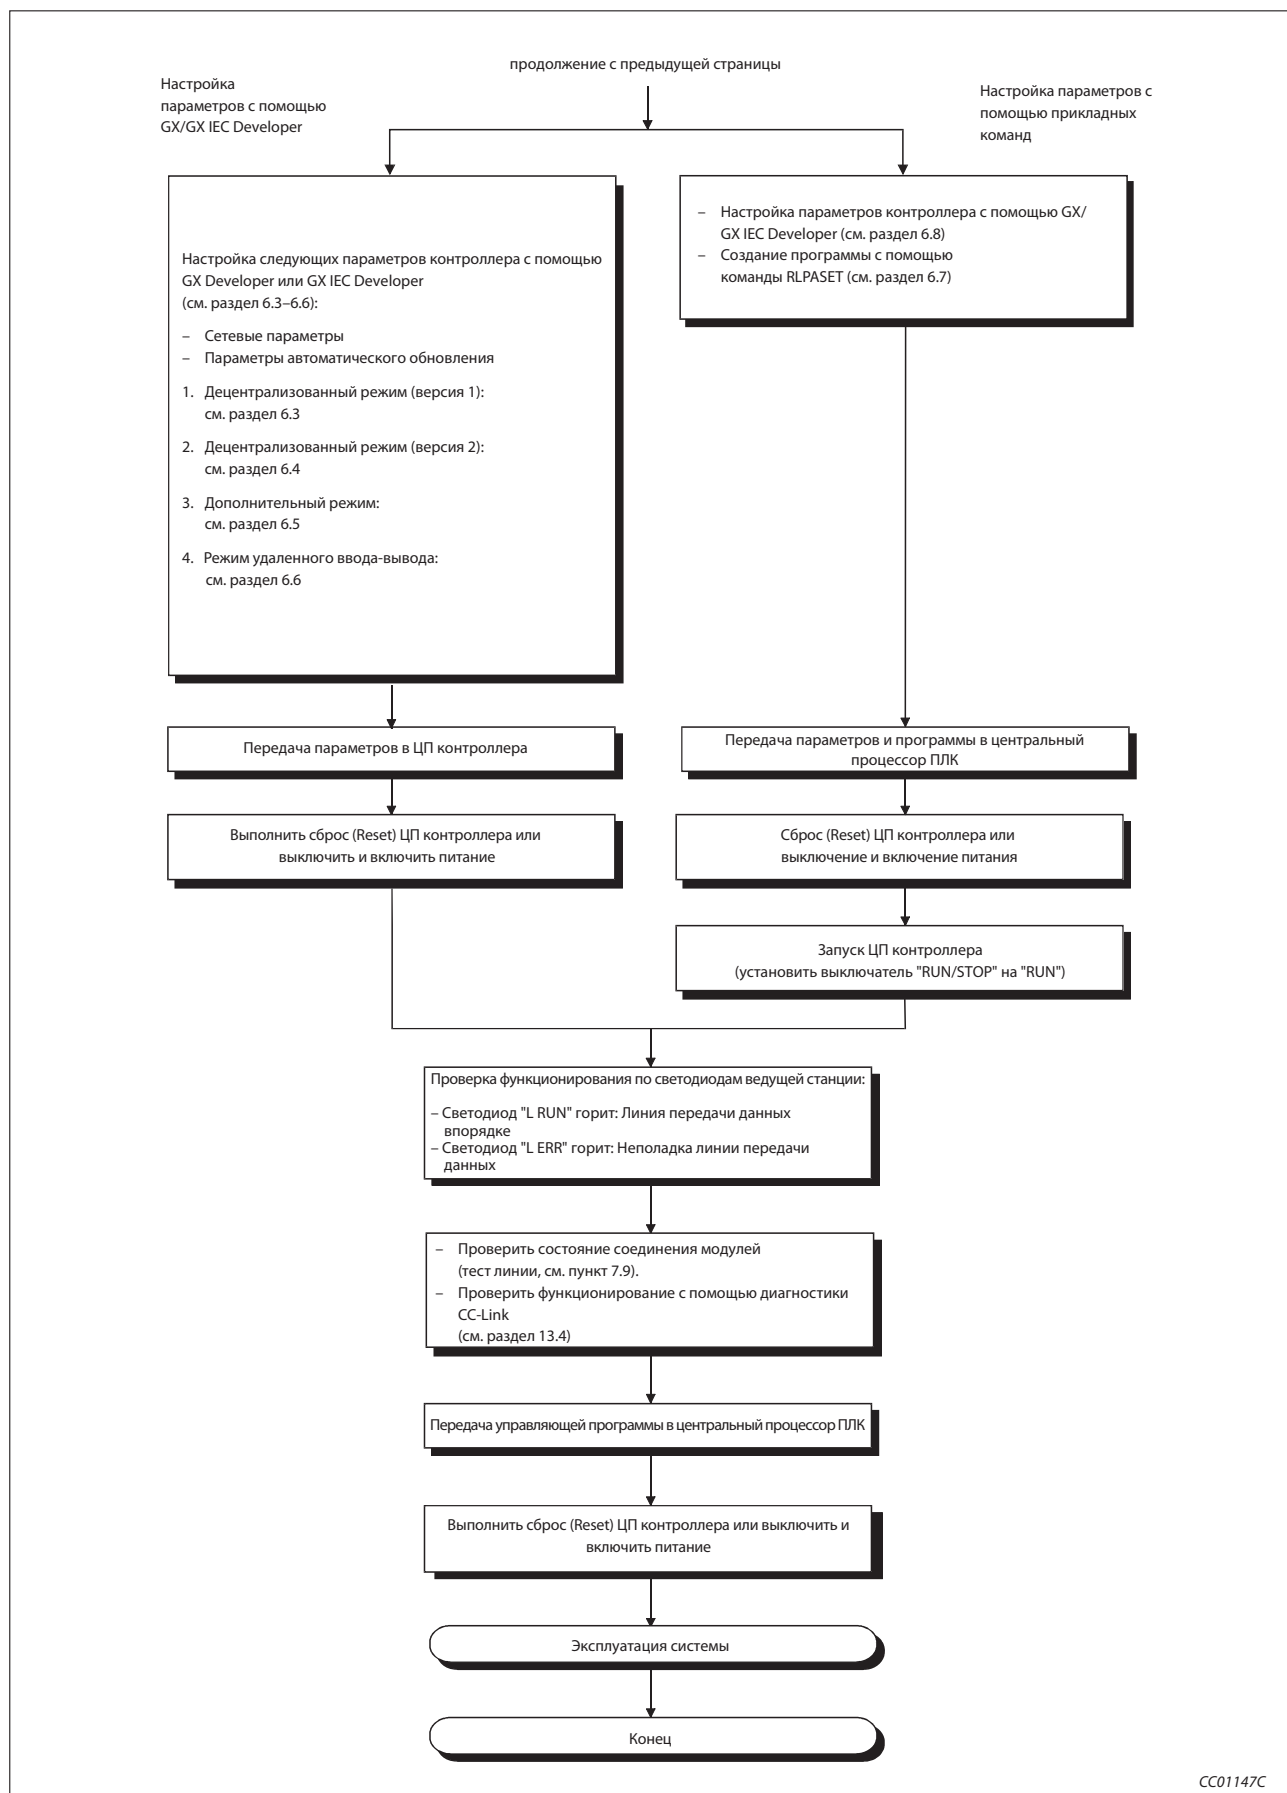 продолжение с предыдущей страницы
Настройка
параметров с помощью
GX/GX IEC Developer
Настройка параметров с
помощью прикладных
команд
Настройка следующих параметров контроллера с помощью
GX Developer или GX IEC Developer
(см. раздел 6.3–6.6):
– Сетевые параметры
– Параметры автоматического обновления
1. Децентрализованный режим (версия 1):
см. раздел 6.3
2. Децентрализованный режим (версия 2):
см. раздел 6.4
3. Дополнительный режим:
см. раздел 6.5
4. Режим удаленного ввода-вывода:
см. раздел 6.6
– Настройка параметров контроллера с помощью GX/
GX IEC Developer (см. раздел 6.8)
– Создание программы с помощью
команды RLPASET (см. раздел 6.7)
Передача параметров в ЦП контроллера
Передача параметров и программы в центральный
процессор ПЛК
Выполнить сброс (Reset) ЦП контроллера или
выключить и включить питание
Сброс (Reset) ЦП контроллера или
выключение и включение питания
Запуск ЦП контроллера
(установить выключатель "RUN/STOP" на "RUN")
Проверка функционирования по светодиодам ведущей станции:
– Светодиод "L RUN" горит: Линия передачи данных
впорядке
– Светодиод "L ERR" горит: Неполадка линии передачи
данных
– Проверить состояние соединения модулей
(тест линии, см. пункт 7.9).
– Проверить функционирование с помощью диагностики
CC-Link
(см. раздел 13.4)
Передача управляющей программы в центральный процессор ПЛК
Выполнить сброс (Reset) ЦП контроллера или выключить и
включить питание
Эксплуатация системы
Конец
CC01147C